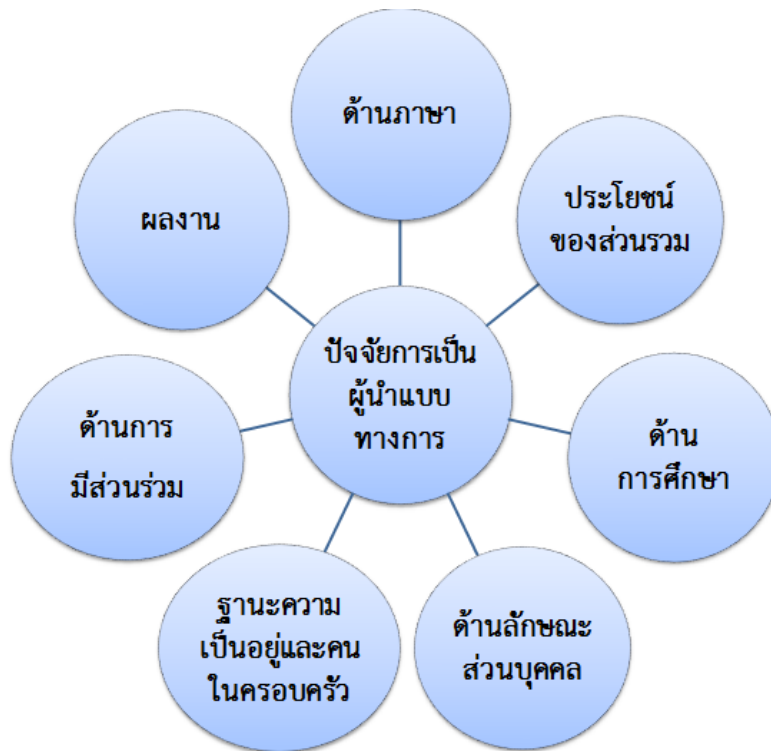 ด้านภาษา
ประโยชน์
ของส่วนรวม
ด้าน
การศึกษา
ด้านลักษณะ
ส่วนบุคคล
ฐานะความ
เป็นอยู่และคน
ในครอบครัว
ด้านการ
มีส่วนร่วม
ผลงาน
ปัจจัยการเป็น
ผู้นำแบบ
ทางการ